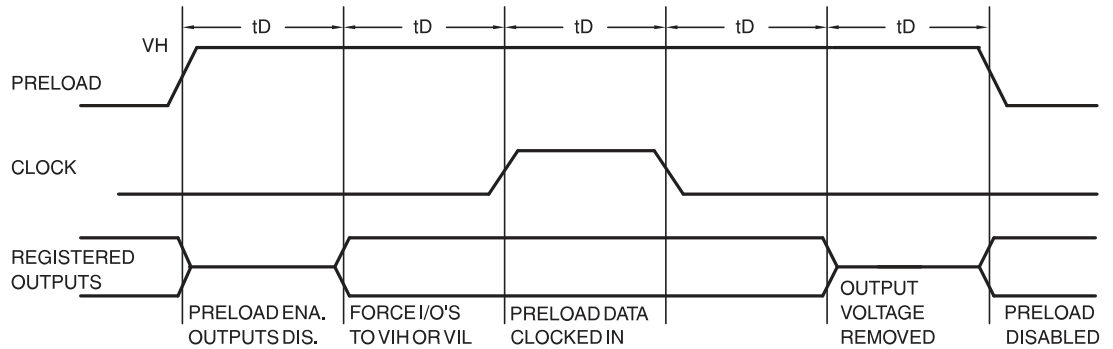 tD tD tD tD tD
VH
PRELOAD
CLOCK
REGISTERED
OUTPUTS
PRELOAD ENA.
OUTPUTS DIS.
FORCE I/O'S
TO VIH OR VIL
PRELOAD DATA
CLOCKED IN
OUTPUT
VOLTAGE
REMOVED
PRELOAD
DISABLED